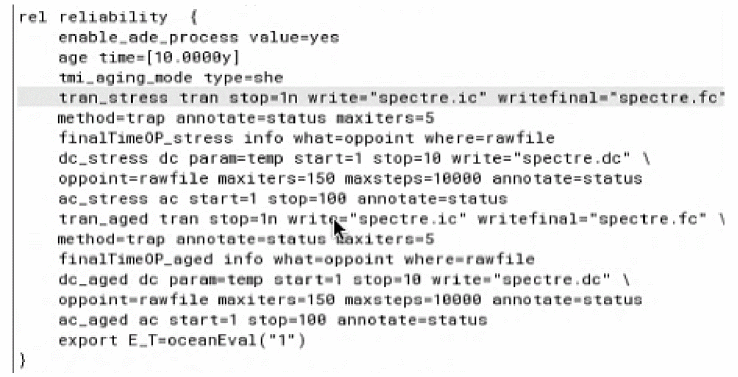 rel reliability {
enable_ade_process value=yes
age time=[10.0000y]
tmi_aging_mode type=she
tran_stress tran stop=1n write="spectre.ic" writefinal="spectre.fc"
method=trap annotate=status maxiters=5
finalTimeOP_stress info what=oppoint where=rawfile
dc_stress dc param=temp start=1 stop=10 write="spectre.dc" \
oppoint=rawfile maxiters=150 maxsteps=10000 annotate=status
ac_stress ac start=1 stop=100 annotate=status
tran_aged tran stop=1n write="spectre.ic" writefinal="spectre.fc" \
method=trap annotate=status maxiters=5
finalTimeOP_aged info what=oppoint where=rawfile
dc_aged dc param=temp start=1 stop=10 write="spectre.dc" \
oppoint=rawfile maxiters=150 maxsteps=10000 annotate=status
ac_aged ac start=1 stop=100 annotate=status
export E_T=oceanEval("1")
}